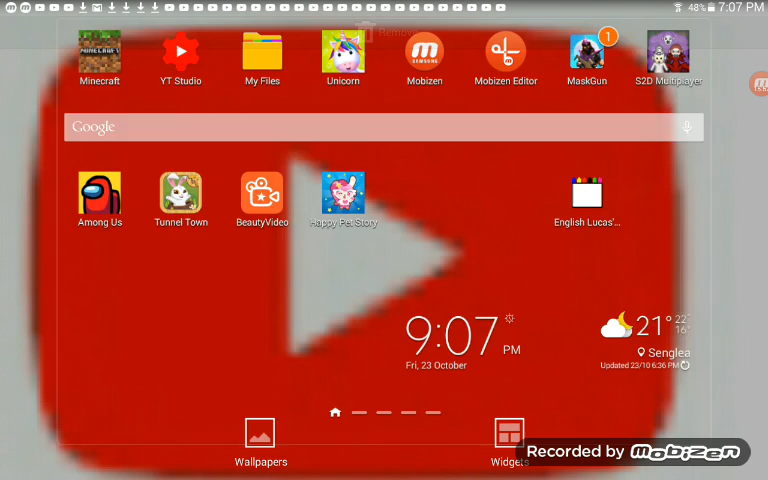 48% 7:07 PM
Remove
Minecraft
YT Studio
My Files
Unicorn
Mobizen
Mobizen Editor
1
MaskGun
S2D Multiplayer
Google
Among Us
Tunnel Town
BeautyVideo
Happy Pet Story
English Lucas'...
9:07 PM
Fri, 23 October
21° 22° 16°
Senglea
Updated 23/10 6:36 PM
Wallpapers
Widgets
Recorded by Mobizen